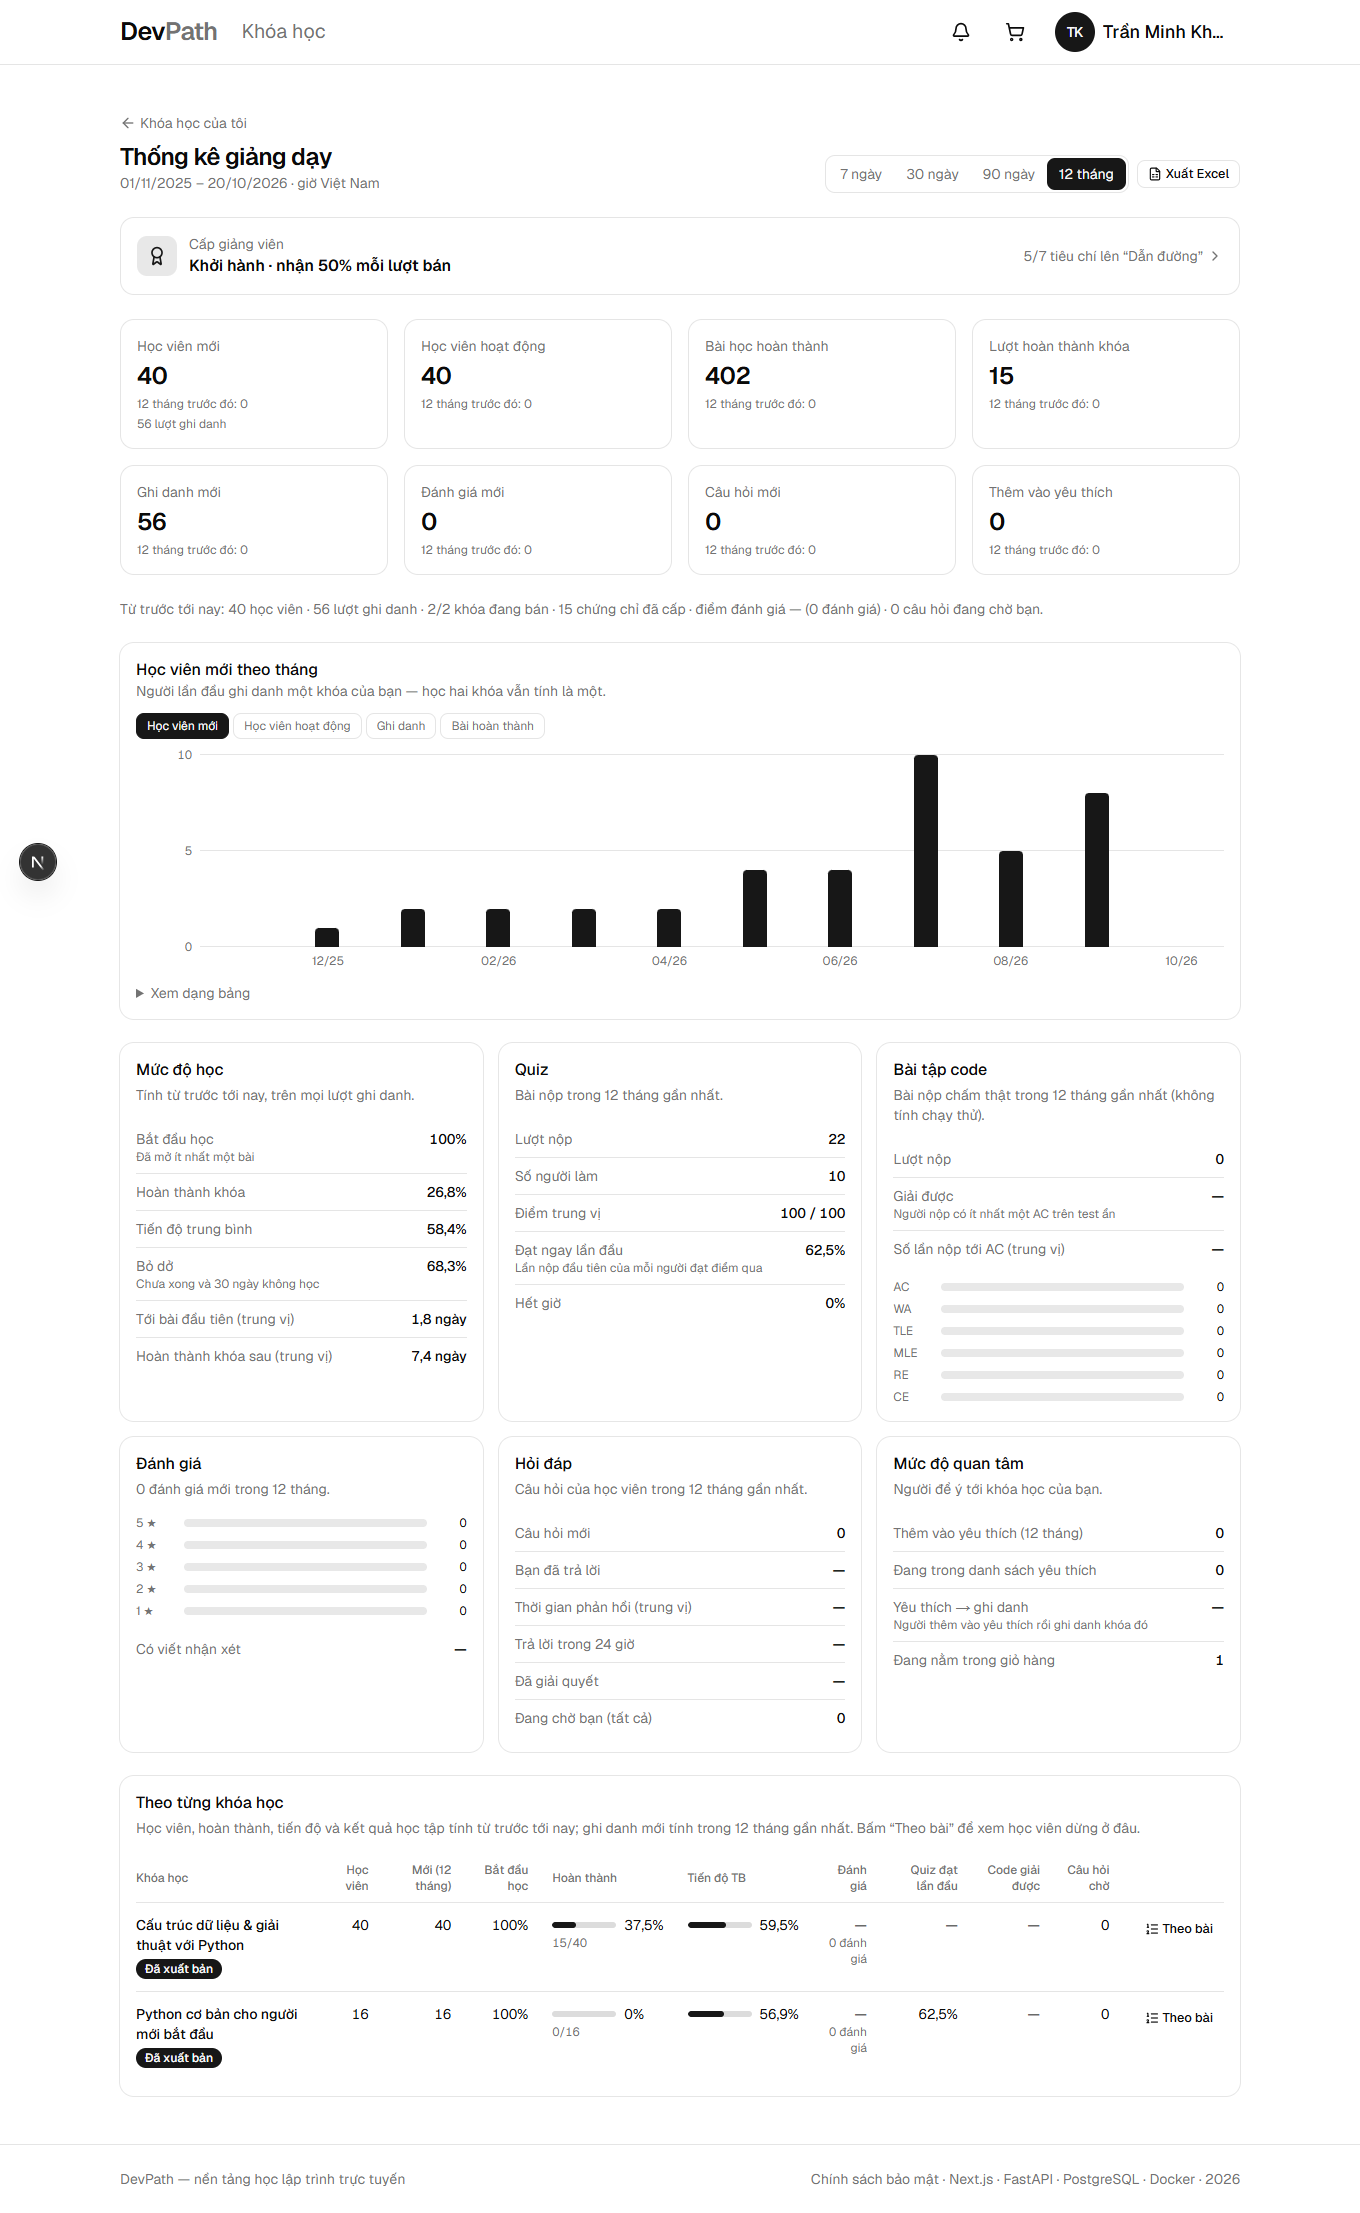 DevPath Khóa học
TK Trần Minh Kh...
← Khóa học của tôi
Thống kê giảng dạy
01/11/2025 – 20/10/2026 · giờ Việt Nam
7 ngày 30 ngày 90 ngày 12 tháng Xuất Excel
Cấp giảng viên
Khởi hành · nhận 50% mỗi lượt bán
5/7 tiêu chí lên “Dẫn đường”
Học viên mới
40
12 tháng trước đó: 0
56 lượt ghi danh
Học viên hoạt động
40
12 tháng trước đó: 0
Bài học hoàn thành
402
12 tháng trước đó: 0
Lượt hoàn thành khóa
15
12 tháng trước đó: 0
Ghi danh mới
56
12 tháng trước đó: 0
Đánh giá mới
0
12 tháng trước đó: 0
Câu hỏi mới
0
12 tháng trước đó: 0
Thêm vào yêu thích
0
12 tháng trước đó: 0
Từ trước tới nay: 40 học viên · 56 lượt ghi danh · 2/2 khóa đang bán · 15 chứng chỉ đã cấp · điểm đánh giá — (0 đánh giá) · 0 câu hỏi đang chờ bạn.
Học viên mới theo tháng
Người lần đầu ghi danh một khóa của bạn — học hai khóa vẫn tính là một.
Học viên mới Học viên hoạt động Ghi danh Bài hoàn thành
10
5
0
12/25 02/26 04/26 06/26 08/26 10/26
▶ Xem dạng bảng
N
Mức độ học
Tính từ trước tới nay, trên mọi lượt ghi danh.
Bắt đầu học 100%
Đã mở ít nhất một bài
Hoàn thành khóa 26,8%
Tiến độ trung bình 58,4%
Bỏ dở 68,3%
Chưa xong và 30 ngày không học
Tới bài đầu tiên (trung vị) 1,8 ngày
Hoàn thành khóa sau (trung vị) 7,4 ngày
Quiz
Bài nộp trong 12 tháng gần nhất.
Lượt nộp 22
Số người làm 10
Điểm trung vị 100 / 100
Đạt ngay lần đầu 62,5%
Lần nộp đầu tiên của mỗi người đạt điểm qua
Hết giờ 0%
Bài tập code
Bài nộp chấm thật trong 12 tháng gần nhất (không
tính chạy thử).
Lượt nộp 0
Giải được —
Người nộp có ít nhất một AC trên test ẩn
Số lần nộp tới AC (trung vị) —
AC 0
WA 0
TLE 0
MLE 0
RE 0
CE 0
Đánh giá
0 đánh giá mới trong 12 tháng.
5 ★ 0
4 ★ 0
3 ★ 0
2 ★ 0
1 ★ 0
Có viết nhận xét —
Hỏi đáp
Câu hỏi của học viên trong 12 tháng gần nhất.
Câu hỏi mới 0
Bạn đã trả lời —
Thời gian phản hồi (trung vị) —
Trả lời trong 24 giờ —
Đã giải quyết —
Đang chờ bạn (tất cả) 0
Mức độ quan tâm
Người để ý tới khóa học của bạn.
Thêm vào yêu thích (12 tháng) 0
Đang trong danh sách yêu thích 0
Yêu thích → ghi danh —
Người thêm vào yêu thích rồi ghi danh khóa đó
Đang nằm trong giỏ hàng 1
Theo từng khóa học
Học viên, hoàn thành, tiến độ và kết quả học tập tính từ trước tới nay; ghi danh mới tính trong 12 tháng gần nhất. Bấm “Theo bài” để xem học viên dừng ở đâu.
Khóa học
Học
viên
Mới (12
tháng)
Bắt đầu
học
Hoàn thành
Tiến độ TB
Đánh
giá
Quiz đạt
lần đầu
Code giải
được
Câu hỏi
chờ
Cấu trúc dữ liệu & giải 40 40 100% 37,5% 59,5% — — — 0 Theo bài
thuật với Python 15/40 0 đánh
giá
Đã xuất bản
Python cơ bản cho người 16 16 100% 0% 56,9% — 62,5% — 0 Theo bài
mới bắt đầu 0/16 0 đánh
giá
Đã xuất bản
DevPath — nền tảng học lập trình trực tuyến
Chính sách bảo mật · Next.js · FastAPI · PostgreSQL · Docker · 2026